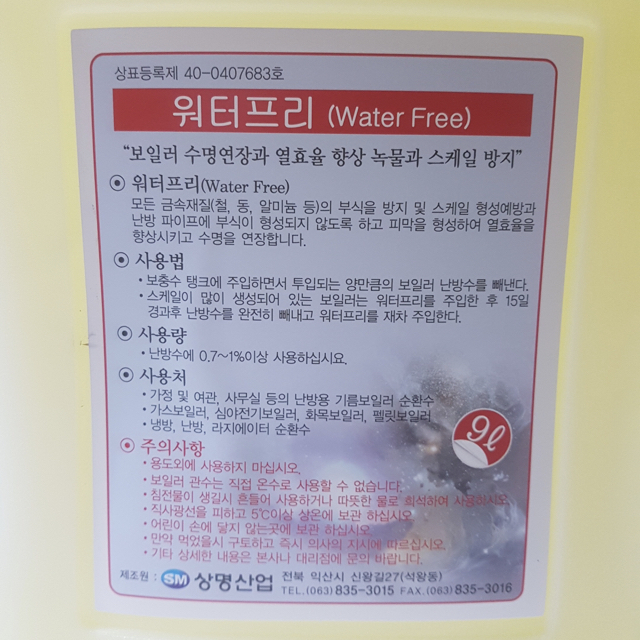 상표등록제 40-0407683호
워터프리 (Water Free)
“보일러 수명연장과 열효율 향상 녹물과 스케일 방지”
⊙ 워터프리(Water Free)
모든 금속재질(철, 동, 알미늄 등)의 부식을 방지 및 스케일 형성예방과
난방 파이프에 부식이 형성되지 않도록 하고 피막을 형성하여 열효율을
향상시키고 수명을 연장합니다.
⊙ 사용법
· 보충수 탱크에 주입하면서 투입되는 양만큼의 보일러 난방수를 빼낸다.
· 스케일이 많이 생성되어 있는 보일러는 워터프리를 주입한 후 15일
경과후 난방수를 완전히 빼내고 워터프리를 재차 주입한다.
⊙ 사용량
· 난방수에 0.7~1%이상 사용하십시요.
⊙ 사용처
· 가정 및 여관, 사무실 등의 난방용 기름보일러 순환수
· 가스보일러, 심야전기보일러, 화목보일러, 펠릿보일러
· 냉방, 난방, 라지에이터 순환수
9ℓ
⊙ 주의사항
· 용도외에 사용하지 마십시오.
· 보일러 관수는 직접 온수로 사용할 수 없습니다.
· 침전물이 생길시 흔들어 사용하거나 따뜻한 물로 희석하여 사용하시오.
· 직사광선을 피하고 5℃이상 상온에 보관 하십시오.
· 어린이 손에 닿지 않는곳에 보관 하십시오.
· 만약 먹었을시 구토하고 즉시 의사의 지시에 따르십시오.
· 기타 상세한 내용은 본사나 대리점에 문의 바랍니다.
제조원 : SM 상명산업 전북 익산시 신왕길27(석왕동)
TEL.(063) 835-3015 FAX.(063) 835-3016